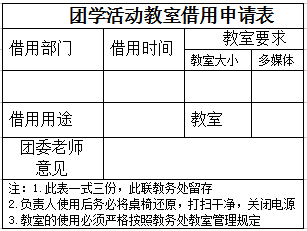 团学活动教室借用申请表
借用部门 借用时间 教室要求
教室大小 多媒体
借用用途 教室
团委老师
意见
注：1.此表一式三份，此联教务处留存
2.负责人使用后务必将桌椅还原，打扫干净，关闭电源
3.教室的使用必须严格按照教务处教室管理规定